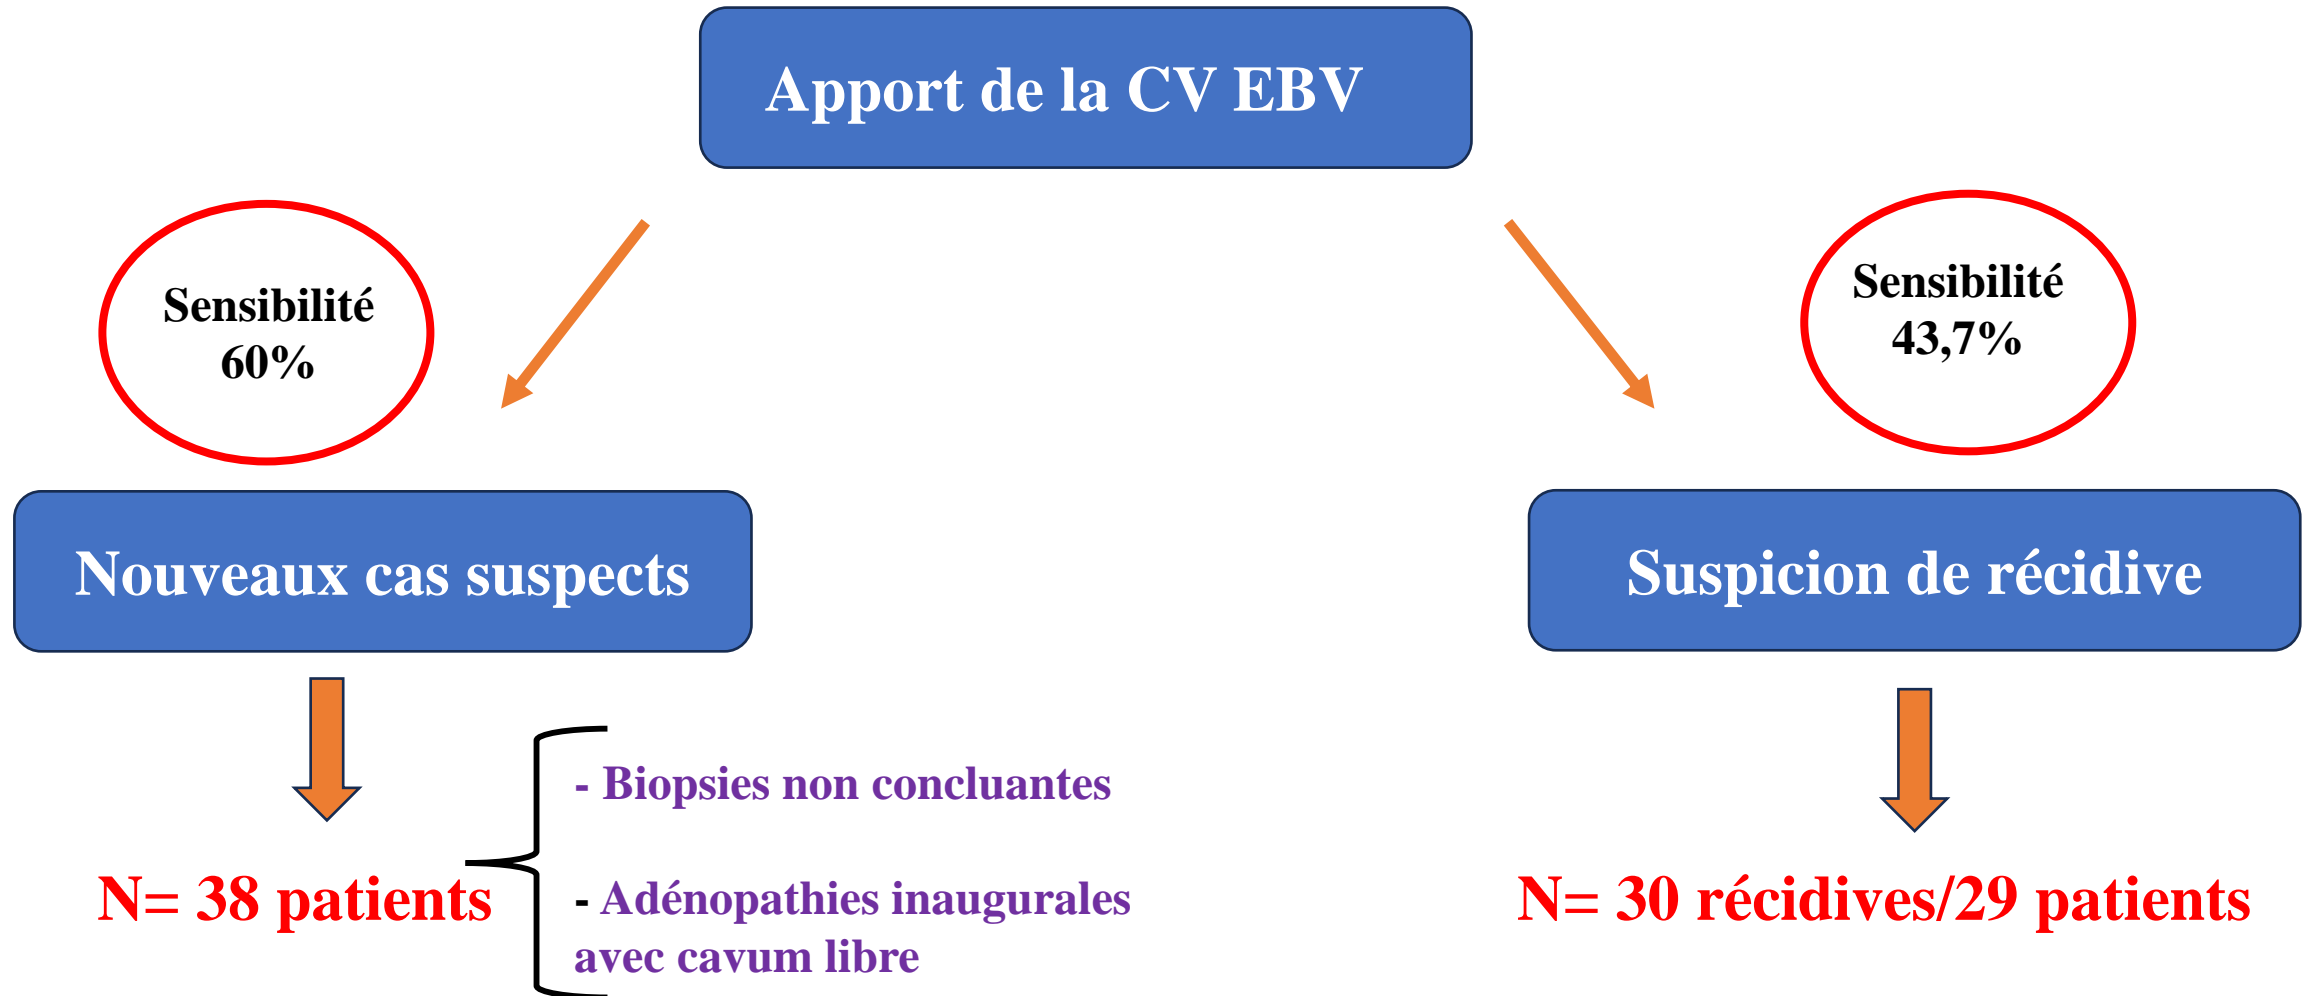 Apport de la CV EBV
Sensibilité
60%
Sensibilité
43,7%
Nouveaux cas suspects
Suspicion de récidive
- Biopsies non concluantes
N= 38 patients
- Adénopathies inaugurales
avec cavum libre
N= 30 récidives/29 patients